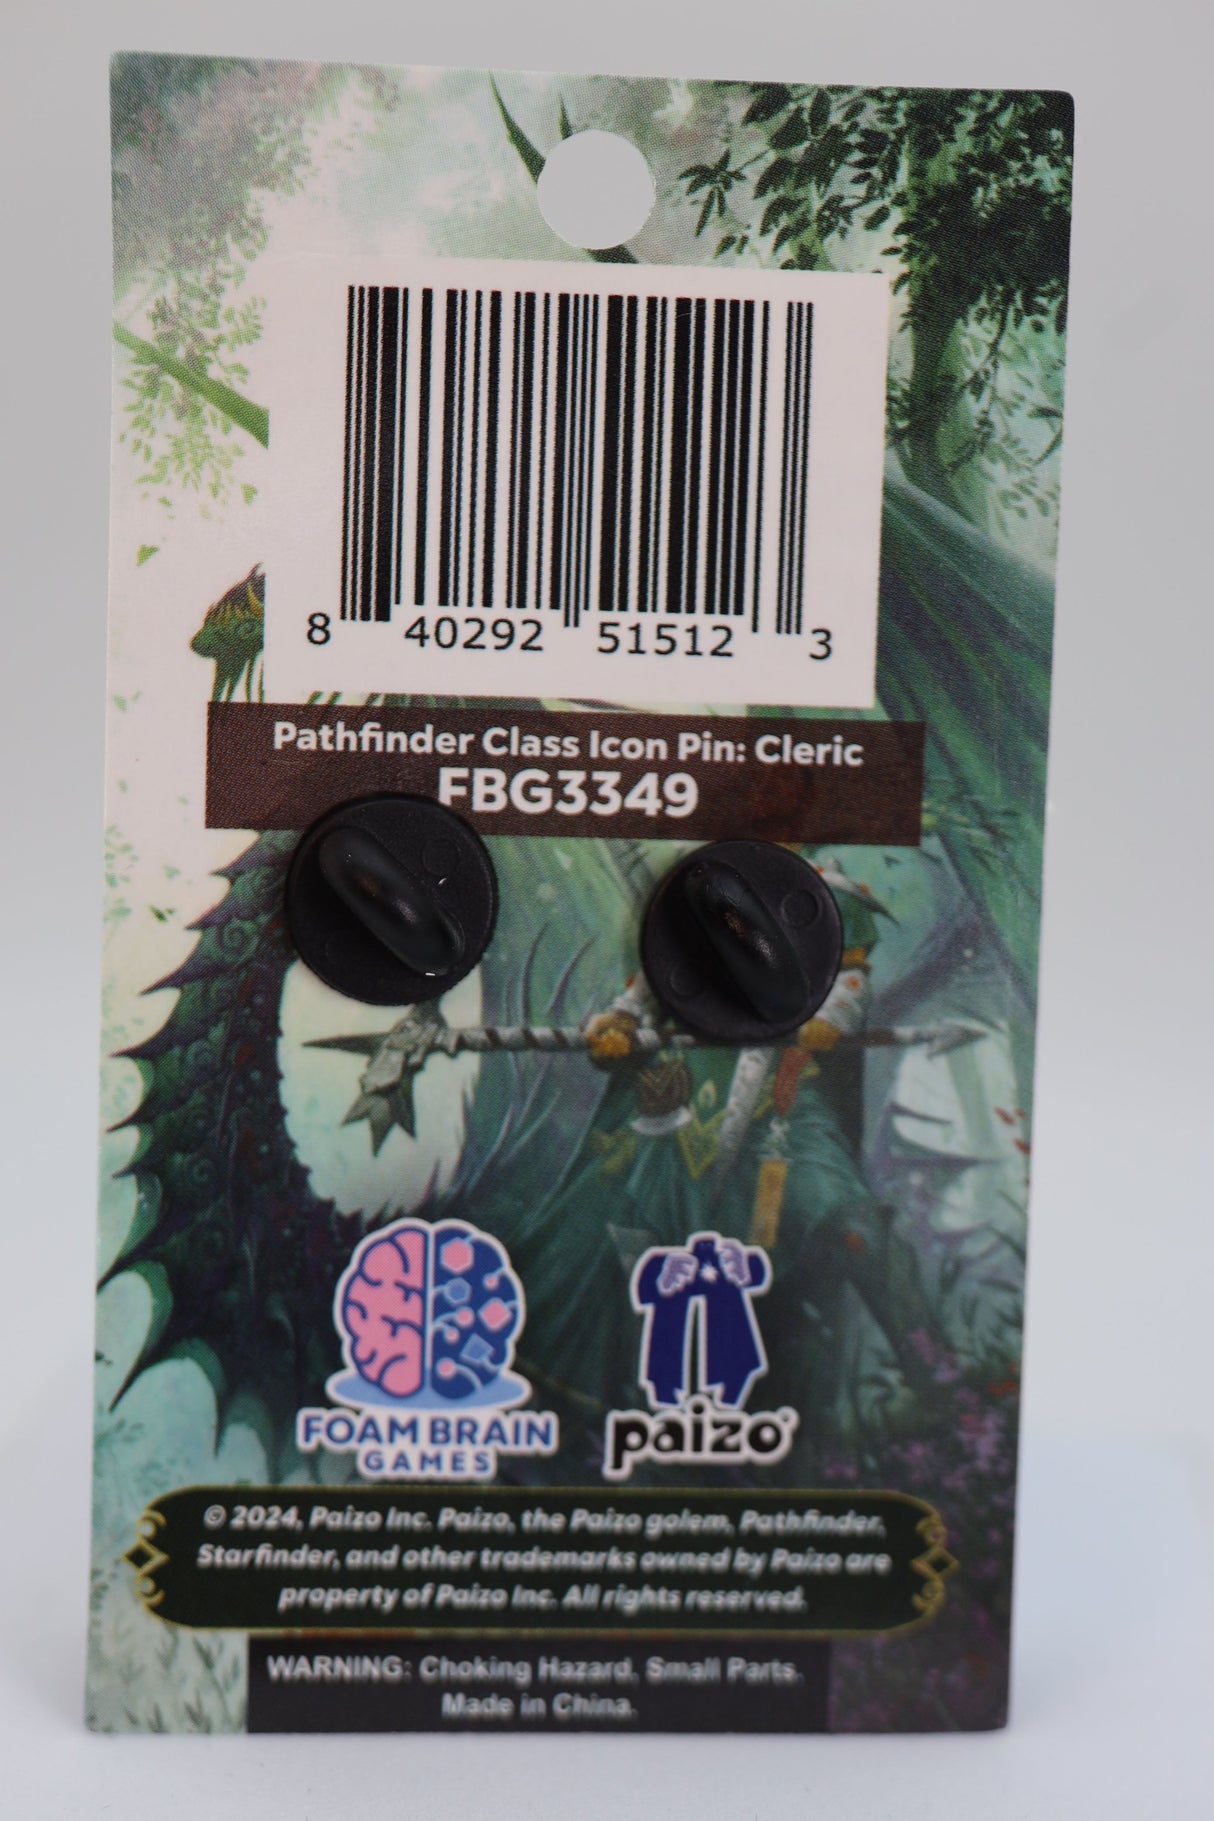 8 40292 51512 3
Pathfinder Class Icon Pin: Cleric
FBG3349
FOAM BRAIN
GAMES
paizo®
© 2024, Paizo Inc. Paizo, the Paizo golem, Pathfinder,
Starfinder, and other trademarks owned by Paizo are
property of Paizo Inc. All rights reserved.
WARNING: Choking Hazard, Small Parts.
Made in China.